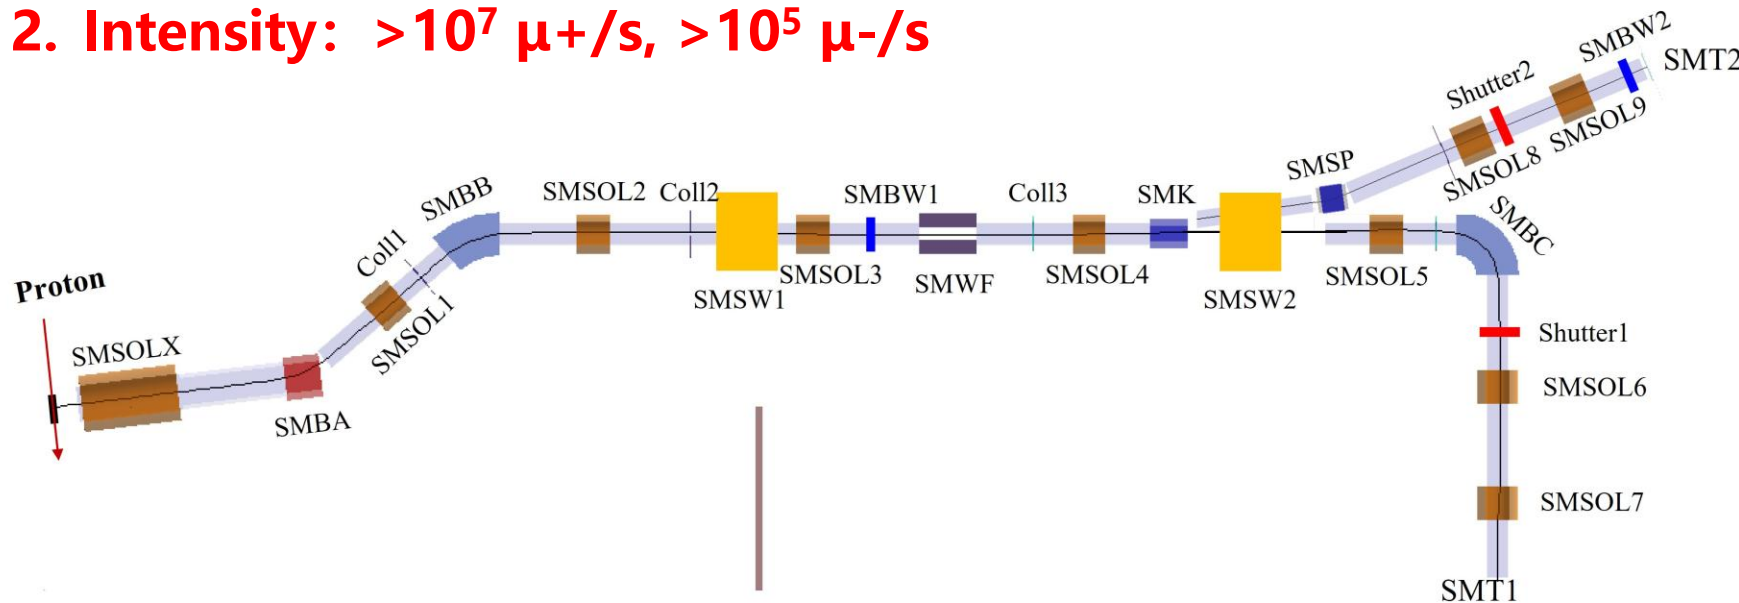 2. Intensity: >10⁷ μ+/s, >10⁵ μ-/s
SMBW2
SMT2
Shutter2
SMSOL9
SMSOL8
SMSP
SMBB
SMSOL2
Coll2
SMBW1
Coll3
SMK
SMBC
Coll1
SMSOL3
SMWF
SMSOL4
SMSOL5
SMSW1
SMSW2
Proton
SMSOL1
SMSOLX
Shutter1
SMSOL6
SMBA
SMSOL7
SMT1